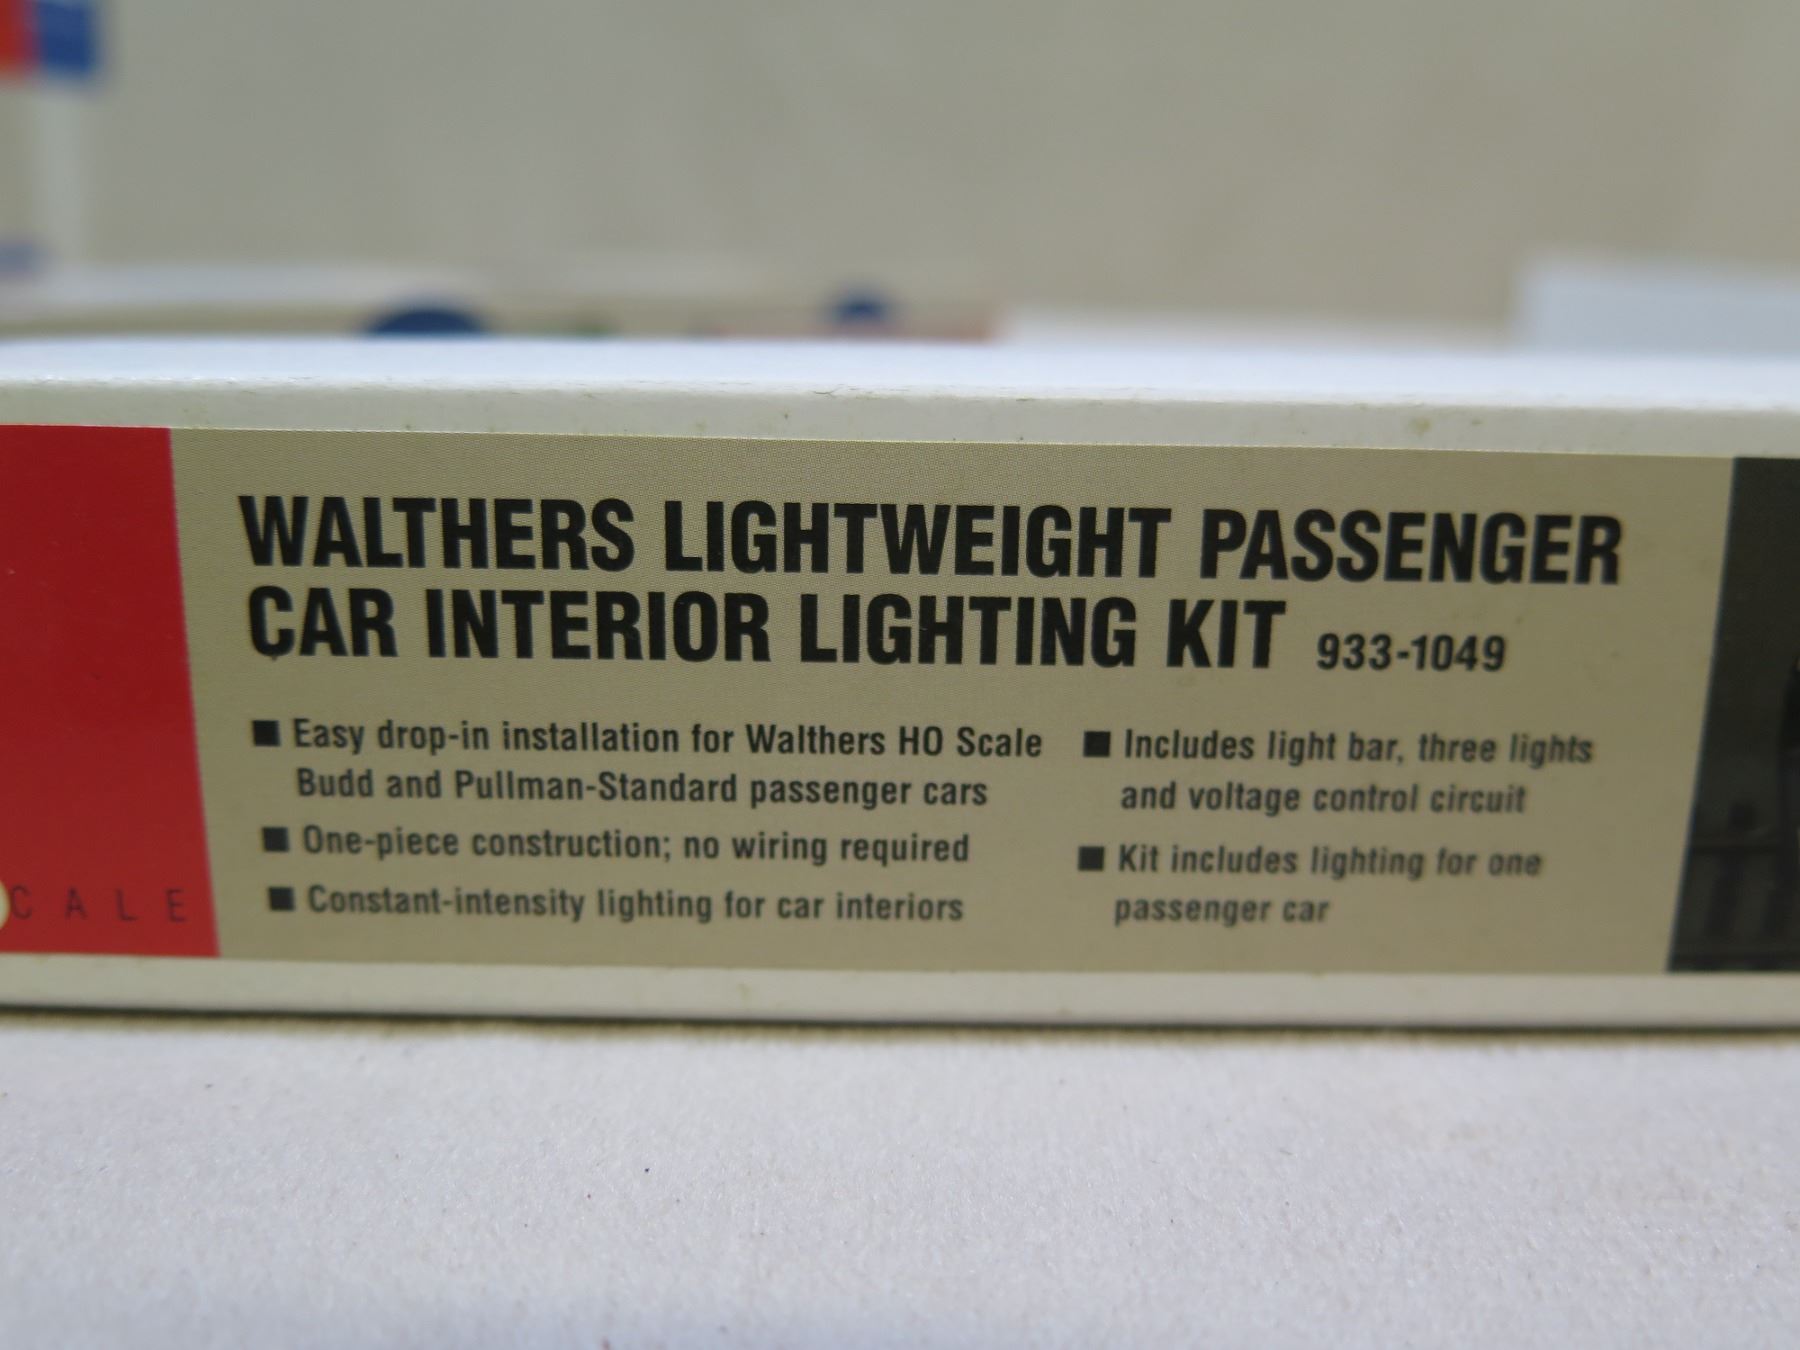 WALTHERS LIGHTWEIGHT PASSENGER
CAR INTERIOR LIGHTING KIT 933-1049
■ Easy drop-in installation for Walthers HO Scale
Budd and Pullman-Standard passenger cars
■ One-piece construction; no wiring required
■ Constant-intensity lighting for car interiors
■ Includes light bar, three lights
and voltage control circuit
■ Kit includes lighting for one
passenger car
CALE